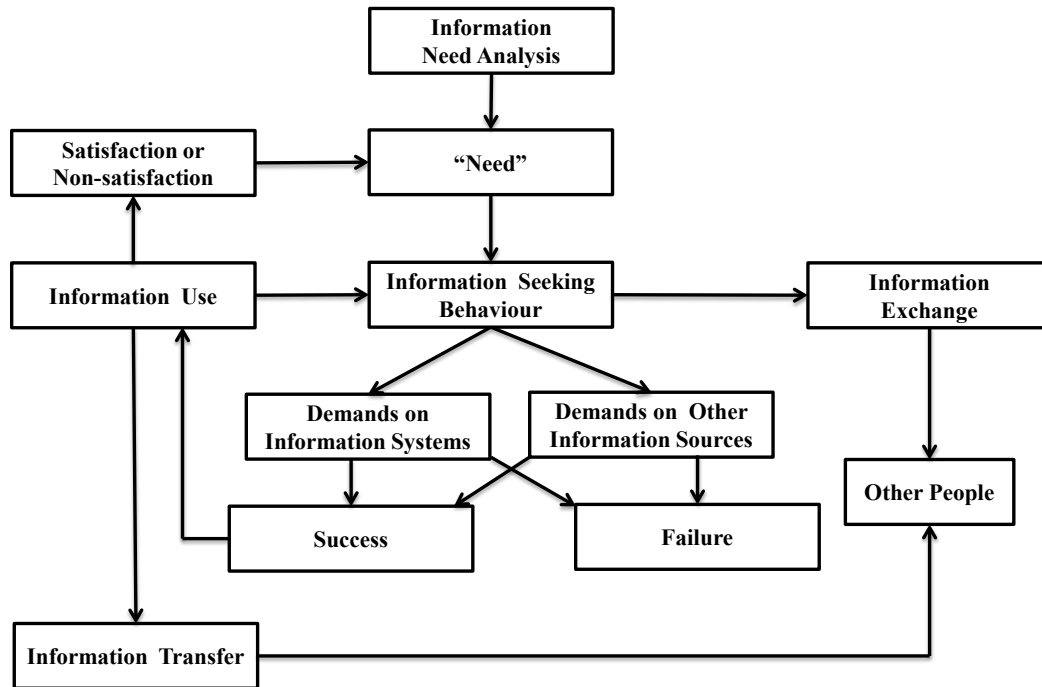 Information
Need Analysis
Satisfaction or
Non-satisfaction
“Need”
Information Use
Information Seeking
Behaviour
Information
Exchange
Demands on
Information Systems
Demands on Other
Information Sources
Other People
Success
Failure
Information Transfer